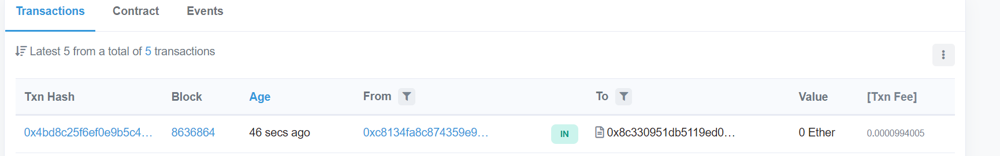 Transactions Contract Events
Latest 5 from a total of 5 transactions
Txn Hash Block Age From To Value [Txn Fee]
0x4bd8c25f6ef0e9b5c4... 8636864 46 secs ago 0xc8134fa8c874359e9... IN 0x8c330951db5119ed0... 0 Ether 0.0000994005